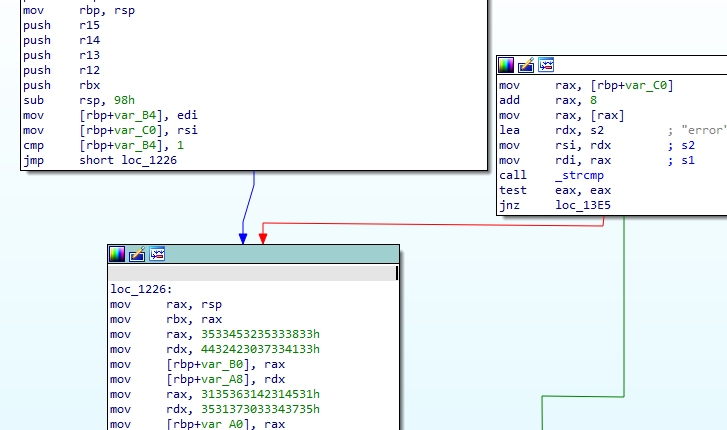 mov rbp, rsp
push r15
push r14
push r13
push r12
push rbx
sub rsp, 98h
mov [rbp+var_B4], edi
mov [rbp+var_C0], rsi
cmp [rbp+var_B4], 1
jmp short loc_1226
mov rax, [rbp+var_C0]
add rax, 8
mov rax, [rax]
lea rdx, s2 ; "error"
mov rsi, rdx ; s2
mov rdi, rax ; s1
call _strcmp
test eax, eax
jnz loc_13E5
loc_1226:
mov rax, rsp
mov rbx, rax
mov rax, 3533453235333833h
mov rdx, 4432423037334133h
mov [rbp+var_B0], rax
mov [rbp+var_A8], rdx
mov rax, 3135363142314531h
mov rdx, 3531373033343735h
mov [rbp+var_A0], rax